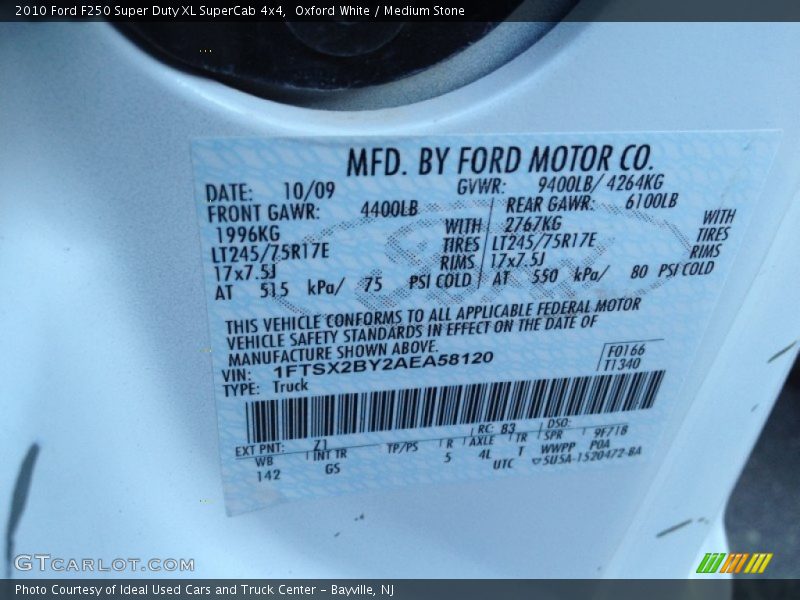 2010 Ford F250 Super Duty XL SuperCab 4x4, Oxford White / Medium Stone
MFD. BY FORD MOTOR CO.
DATE: 10/09 GVWR: 9400LB/ 4264KG
FRONT GAWR: 4400LB REAR GAWR: 6100LB
1996KG WITH 2767KG WITH
LT245/75R17E TIRES LT245/75R17E TIRES
17x7.5J RIMS 17x7.5J RIMS
AT 515 kPa/ 75 PSI COLD AT 550 kPa/ 80 PSI COLD
THIS VEHICLE CONFORMS TO ALL APPLICABLE FEDERAL MOTOR
VEHICLE SAFETY STANDARDS IN EFFECT ON THE DATE OF
MANUFACTURE SHOWN ABOVE.
VIN: 1FTSX2BY2AEA58120 F0166
TYPE: Truck T1340
EXT PNT: Z1 RC: 83 DSO:
WB INT TR TP/PS R AXLE TR SPR 9F718
142 GS 5 4L T WWPP POA
UTC 5U5A-1520472-BA
GTCARLOT.COM
Photo Courtesy of Ideal Used Cars and Truck Center - Bayville, NJ